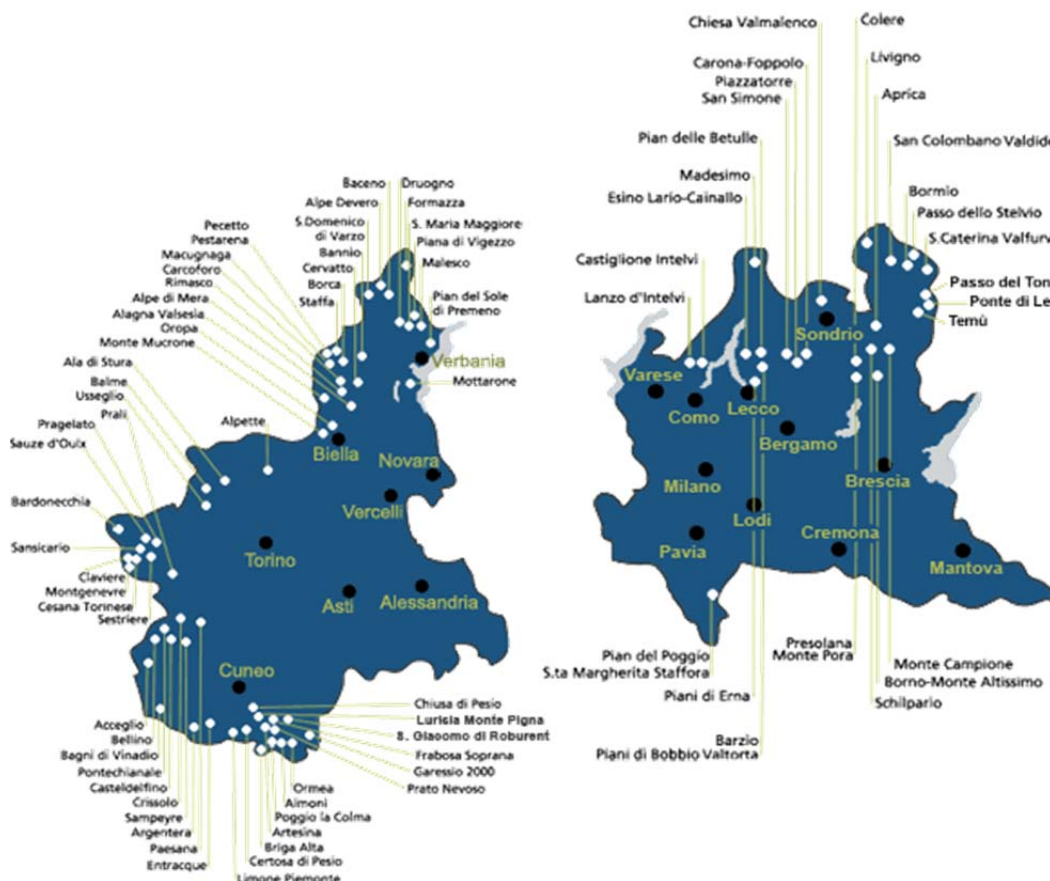 Baceno
Druogno
Alpe Devero
Formazza
S.Domenico
di Varzo
S. Maria Maggiore
Pecetto
Pestarena
Bannio
Piana di Vigezzo
Macugnaga
Cervatto
Malesco
Carcoforo
Borca
Rimasco
Staffa
Pian del Sole
di Premeno
Alpe di Mera
Alagna Valsesia
Oropa
Monte Mucrone
Verbania
Ala di Stura
Mottarone
Balme
Usseglio
Prali
Pragelato
Alpette
Sauze d'Oulx
Biella
Novara
Vercelli
Bardonecchia
Sansicario
Torino
Claviere
Montgenevre
Cesana Torinese
Sestriere
Asti
Alessandria
Cuneo
Chiusa di Pesio
Lurisia Monte Pigna
S. Giacomo di Roburent
Acceglio
Bellino
Frabosa Soprana
Bagni di Vinadio
Garessio 2000
Pontechianale
Prato Nevoso
Casteldelfino
Ormea
Crissolo
Aimoni
Sampeyre
Poggio la Colma
Argentera
Artesina
Paesana
Briga Alta
Entracque
Certosa di Pesio
Limone Piemonte
Chiesa Valmalenco
Colere
Livigno
Carona-Foppolo
Piazzatorre
Aprica
San Simone
Pian delle Betulle
San Colombano Valdido
Madesimo
Bormio
Esino Lario-Cainallo
Passo dello Stelvio
S.Caterina Valfurv
Castiglione Intelvi
Passo del Ton
Lanzo d'Intelvi
Ponte di Le
Temù
Sondrio
Varese
Como
Lecco
Bergamo
Milano
Brescia
Lodi
Pavia
Cremona
Mantova
Presolana
Monte Pora
Pian del Poggio
S.ta Margherita Staffora
Monte Campione
Borno-Monte Altissimo
Piani di Erna
Schilpario
Barzio
Piani di Bobbio Valtorta